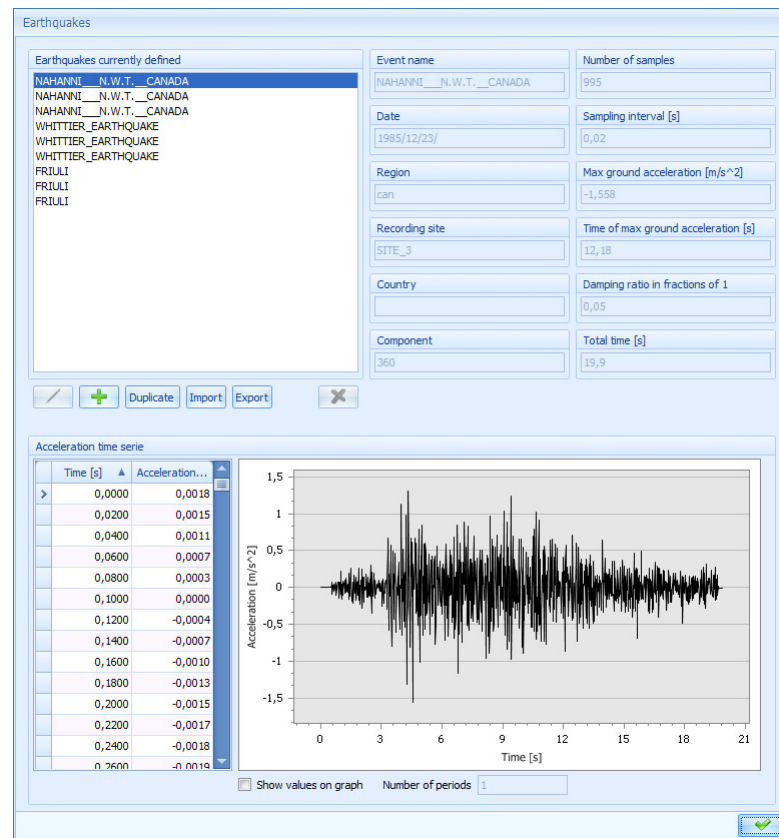 Earthquakes
Earthquakes currently defined
NAHANNI___N.W.T.__CANADA
NAHANNI___N.W.T.__CANADA
NAHANNI___N.W.T.__CANADA
WHITTIER_EARTHQUAKE
WHITTIER_EARTHQUAKE
WHITTIER_EARTHQUAKE
FRIULI
FRIULI
FRIULI
Event name
NAHANNI___N.W.T.__CANADA
Number of samples
995
Date
1985/12/23/
Sampling interval [s]
0,02
Region
can
Max ground acceleration [m/s^2]
-1,558
Recording site
SITE_3
Time of max ground acceleration [s]
12,18
Country
Damping ratio in fractions of 1
0,05
Component
360
Total time [s]
19,9
Duplicate Import Export
Acceleration time serie
Time [s] Acceleration...
0,0000 0,0018
0,0200 0,0015
0,0400 0,0011
0,0600 0,0007
0,0800 0,0003
0,1000 0,0000
0,1200 -0,0004
0,1400 -0,0007
0,1600 -0,0010
0,1800 -0,0013
0,2000 -0,0015
0,2200 -0,0017
0,2400 -0,0018
0,2600 -0,0019
Acceleration [m/s^2]
1,5
1
0,5
0
-0,5
-1
-1,5
0 3 6 9 12 15 18 21
Time [s]
Show values on graph Number of periods 1